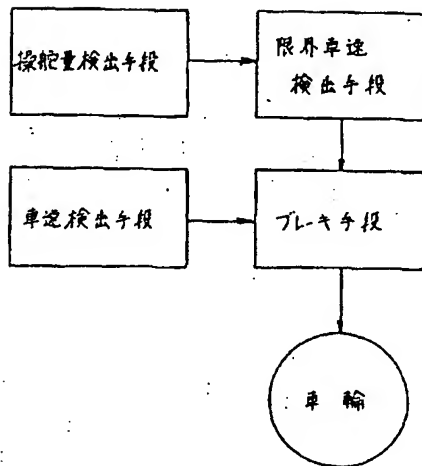 操舵量検出手段
限界車速
検出手段
車速検出手段
ブレーキ手段
車輪